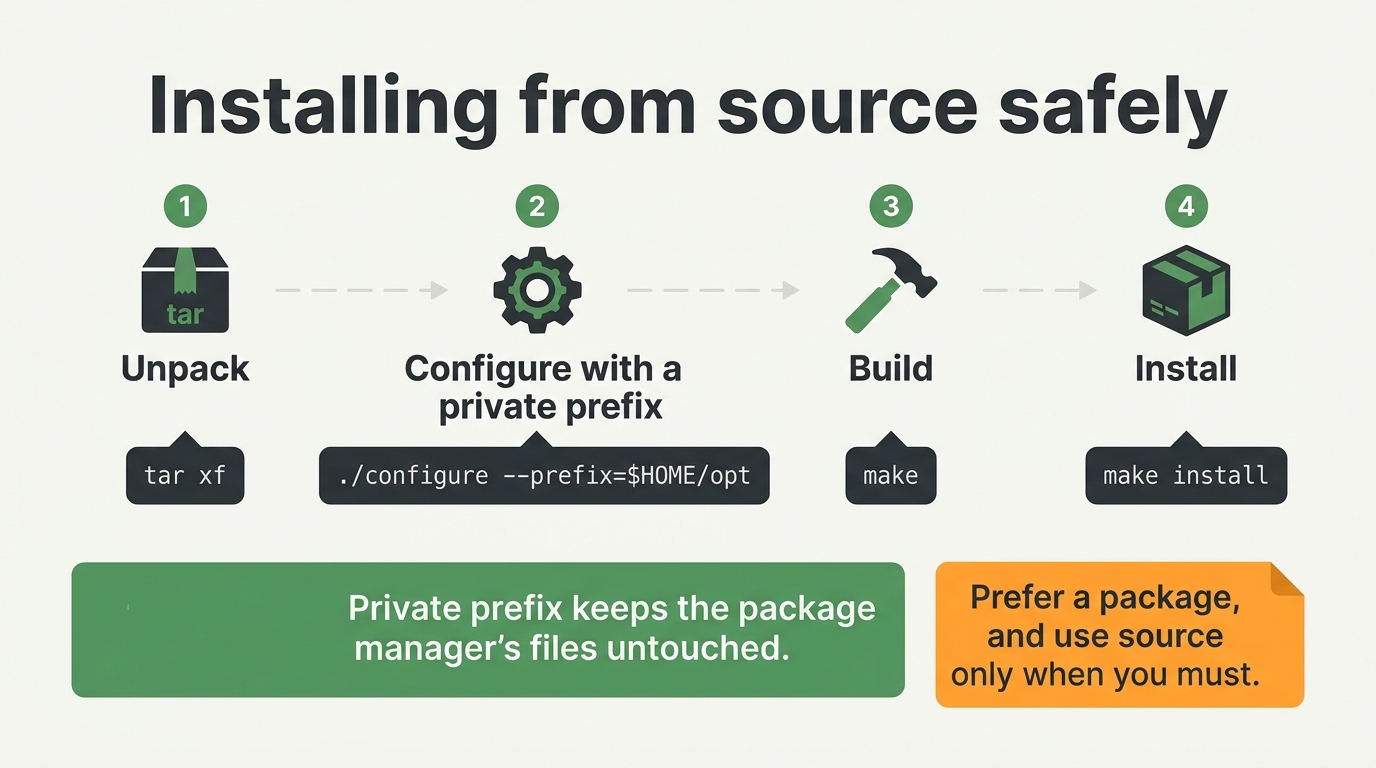 Installing from source safely
1
2
3
4
tar
Unpack
Configure with a
private prefix
Build
Install
tar xf
./configure --prefix=$HOME/opt
make
make install
Private prefix keeps the package
manager’s files untouched.
Prefer a package,
and use source
only when you must.